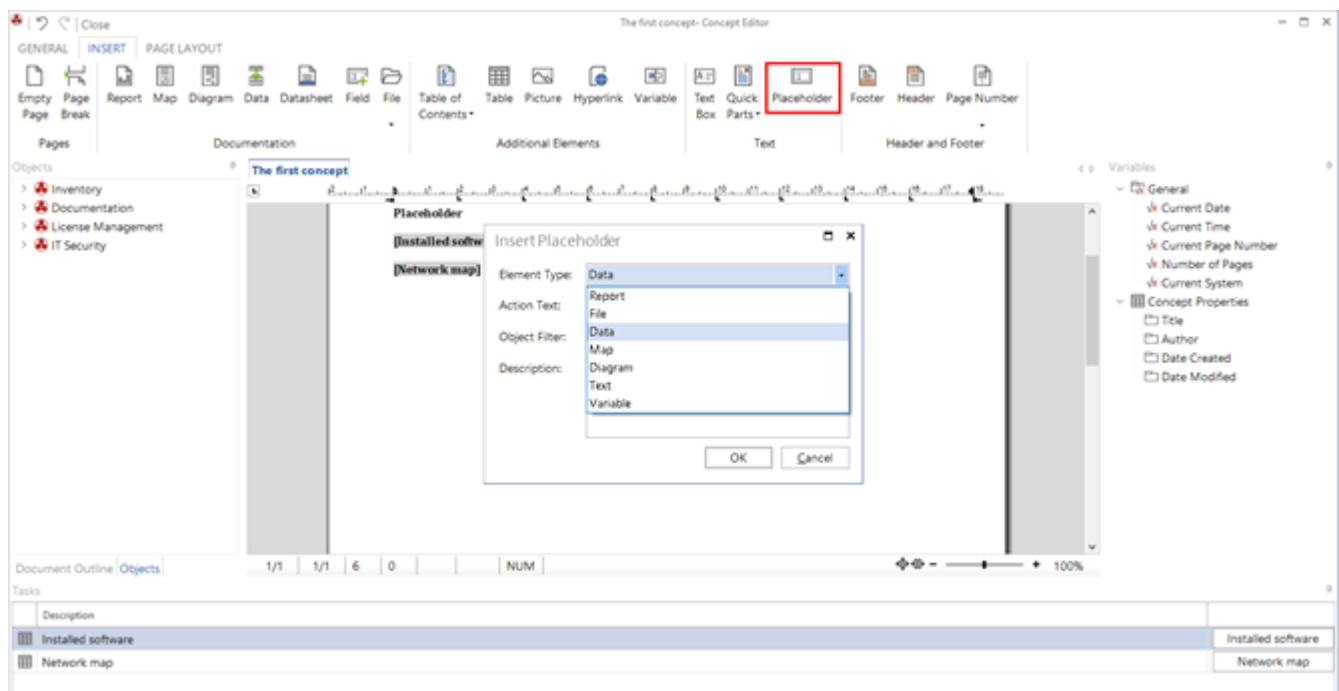 Close
The first concept- Concept Editor
GENERAL INSERT PAGE LAYOUT
Empty Page Report Map Diagram Data Datasheet Field File Table of Table Picture Hyperlink Variable Text Quick Placeholder Footer Header Page Number
Page Break Contents Box Parts
Pages Documentation Additional Elements Text Header and Footer
Objects The first concept Variables
Inventory General
Documentation Placeholder Current Date
License Management Insert Placeholder Current Time
IT Security [Installed softw Current Page Number
[Network map] Element Type: Data Number of Pages
Report Current System
Action Text: File Concept Properties
Data Title
Object Filter: Map Author
Description: Diagram Date Created
Text Date Modified
Variable
OK Cancel
Document Outline Objects 1/1 1/1 6 0 NUM 100%
Tasks
Description
Installed software Installed software
Network map Network map